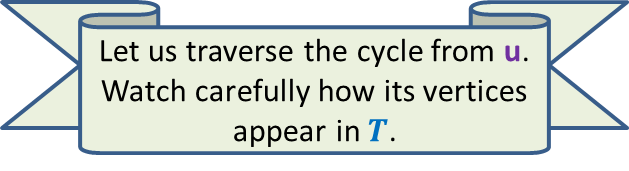 Let us traverse the cycle from u.
Watch carefully how its vertices
appear in T.